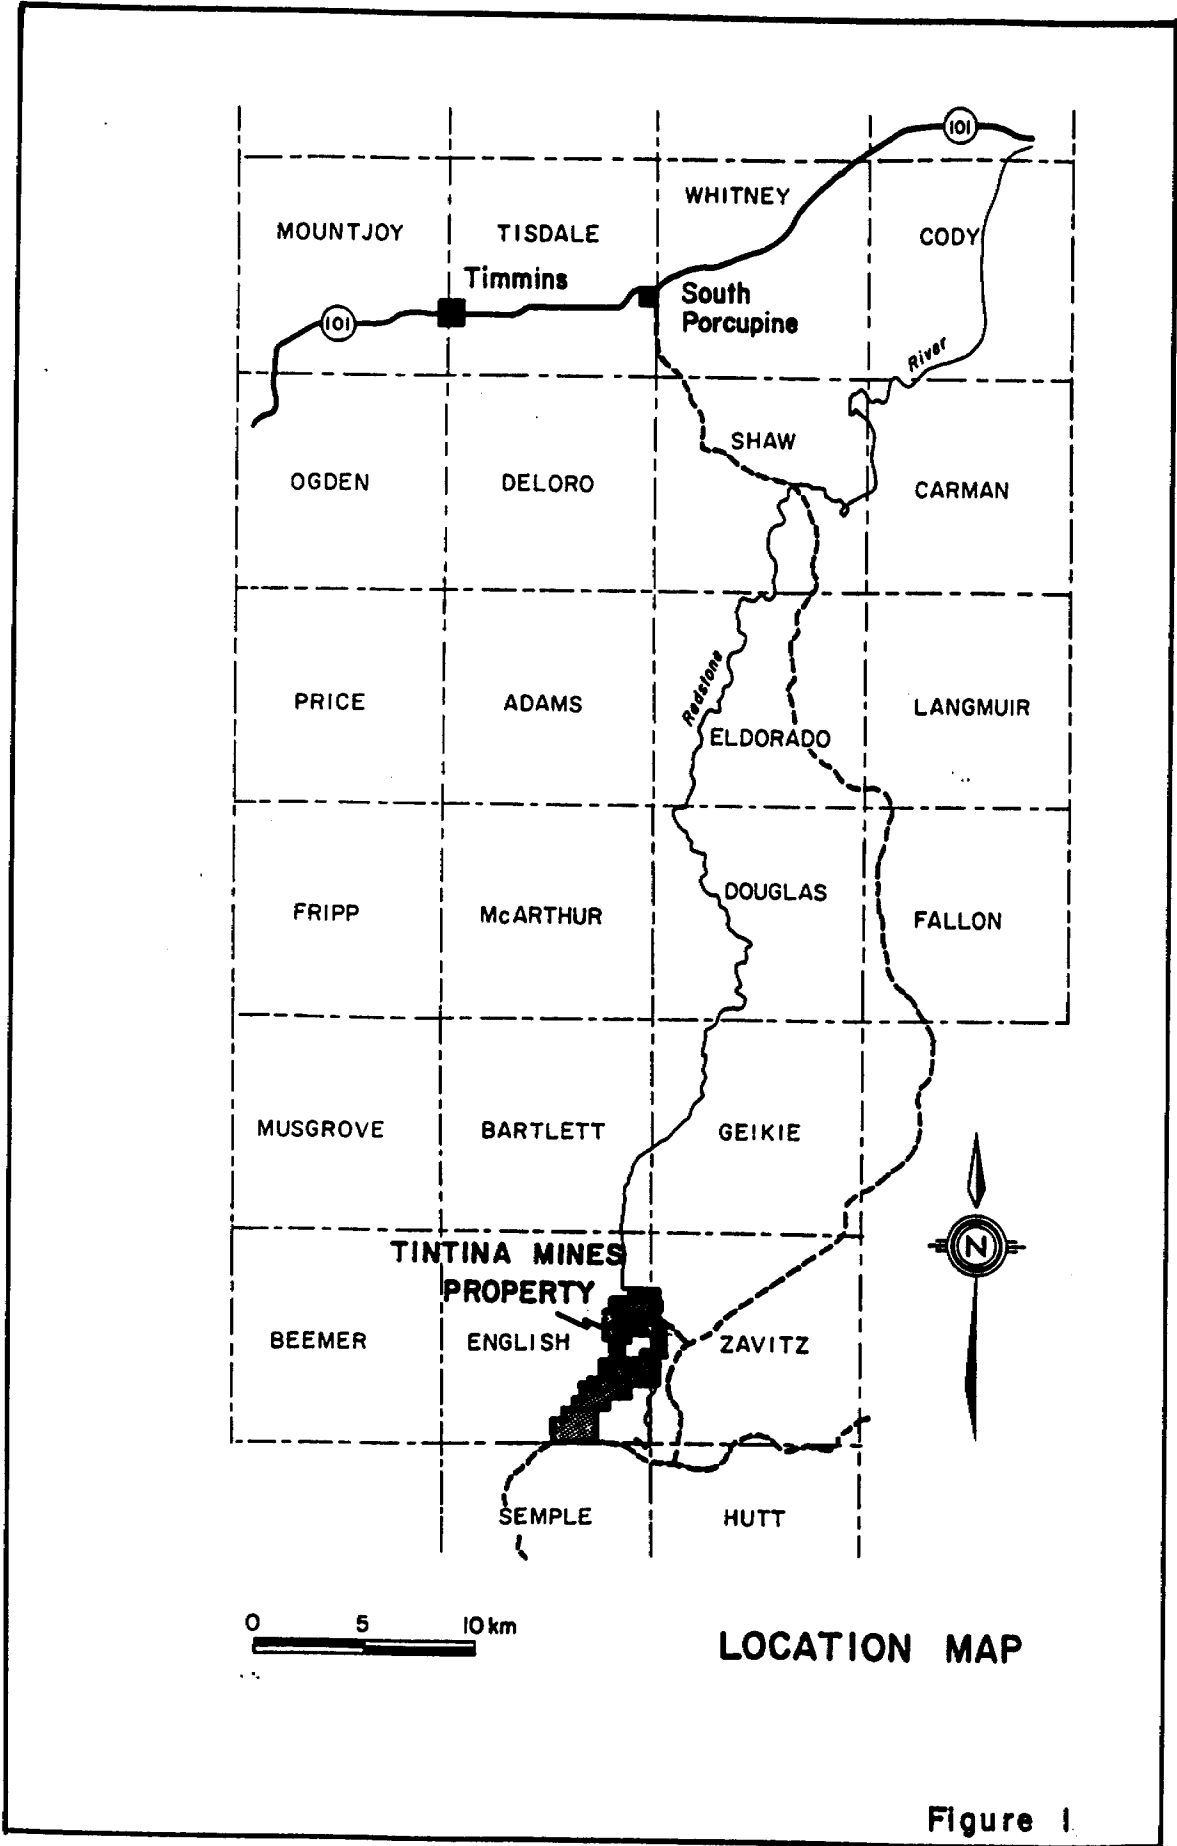 101
WHITNEY
MOUNTJOY
TISDALE
CODY
Timmins
South
Porcupine
101
River
SHAW
OGDEN
DELORO
CARMAN
Redstone
PRICE
ADAMS
LANGMUIR
ELDORADO
DOUGLAS
FRIPP
McARTHUR
FALLON
MUSGROVE
BARTLETT
GEIKIE
N
TINTINA MINES
PROPERTY
BEEMER
ENGLISH
ZAVITZ
SEMPLE
HUTT
0 5 10 km
LOCATION MAP
Figure 1